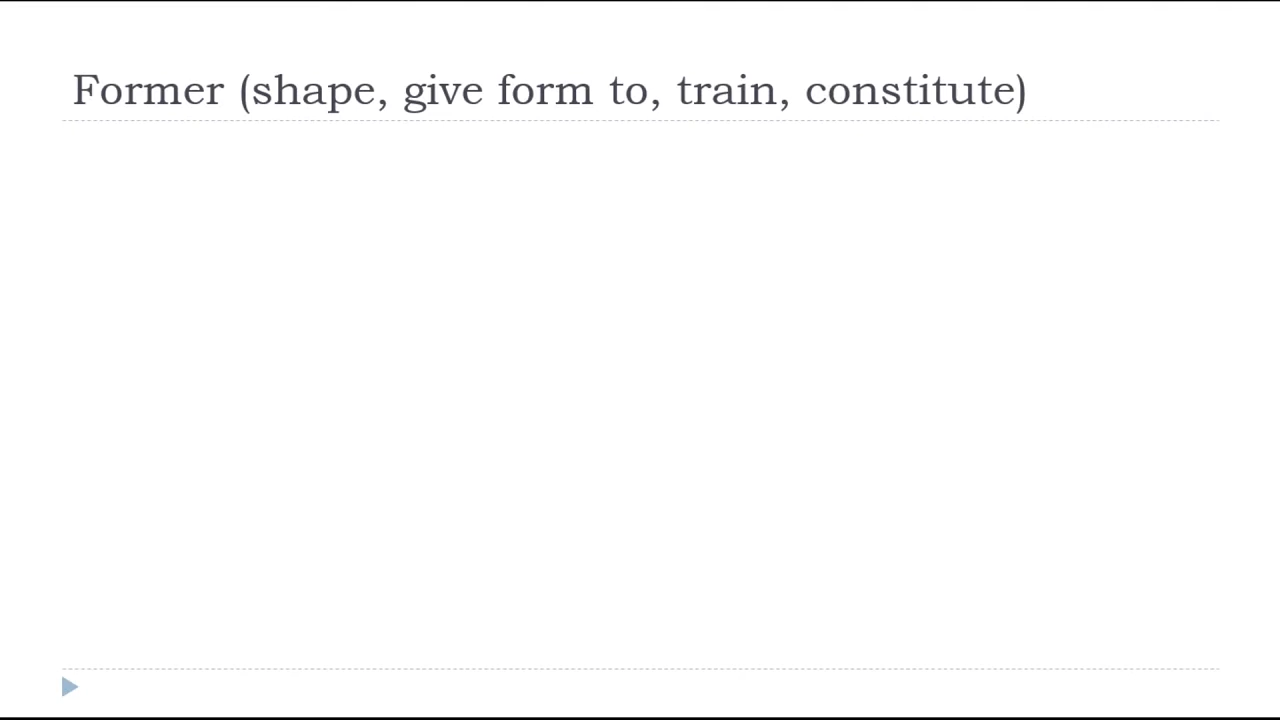 Former (shape, give form to, train, constitute)